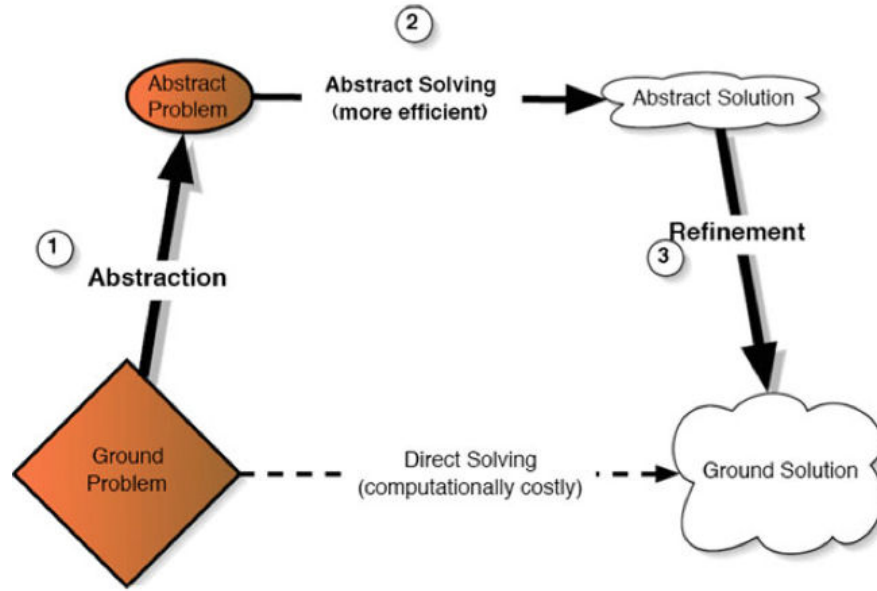 2
Abstract
Problem
Abstract Solving
(more efficient)
Abstract Solution
1
Abstraction
Refinement
3
Ground
Problem
Direct Solving
(computationally costly)
Ground Solution